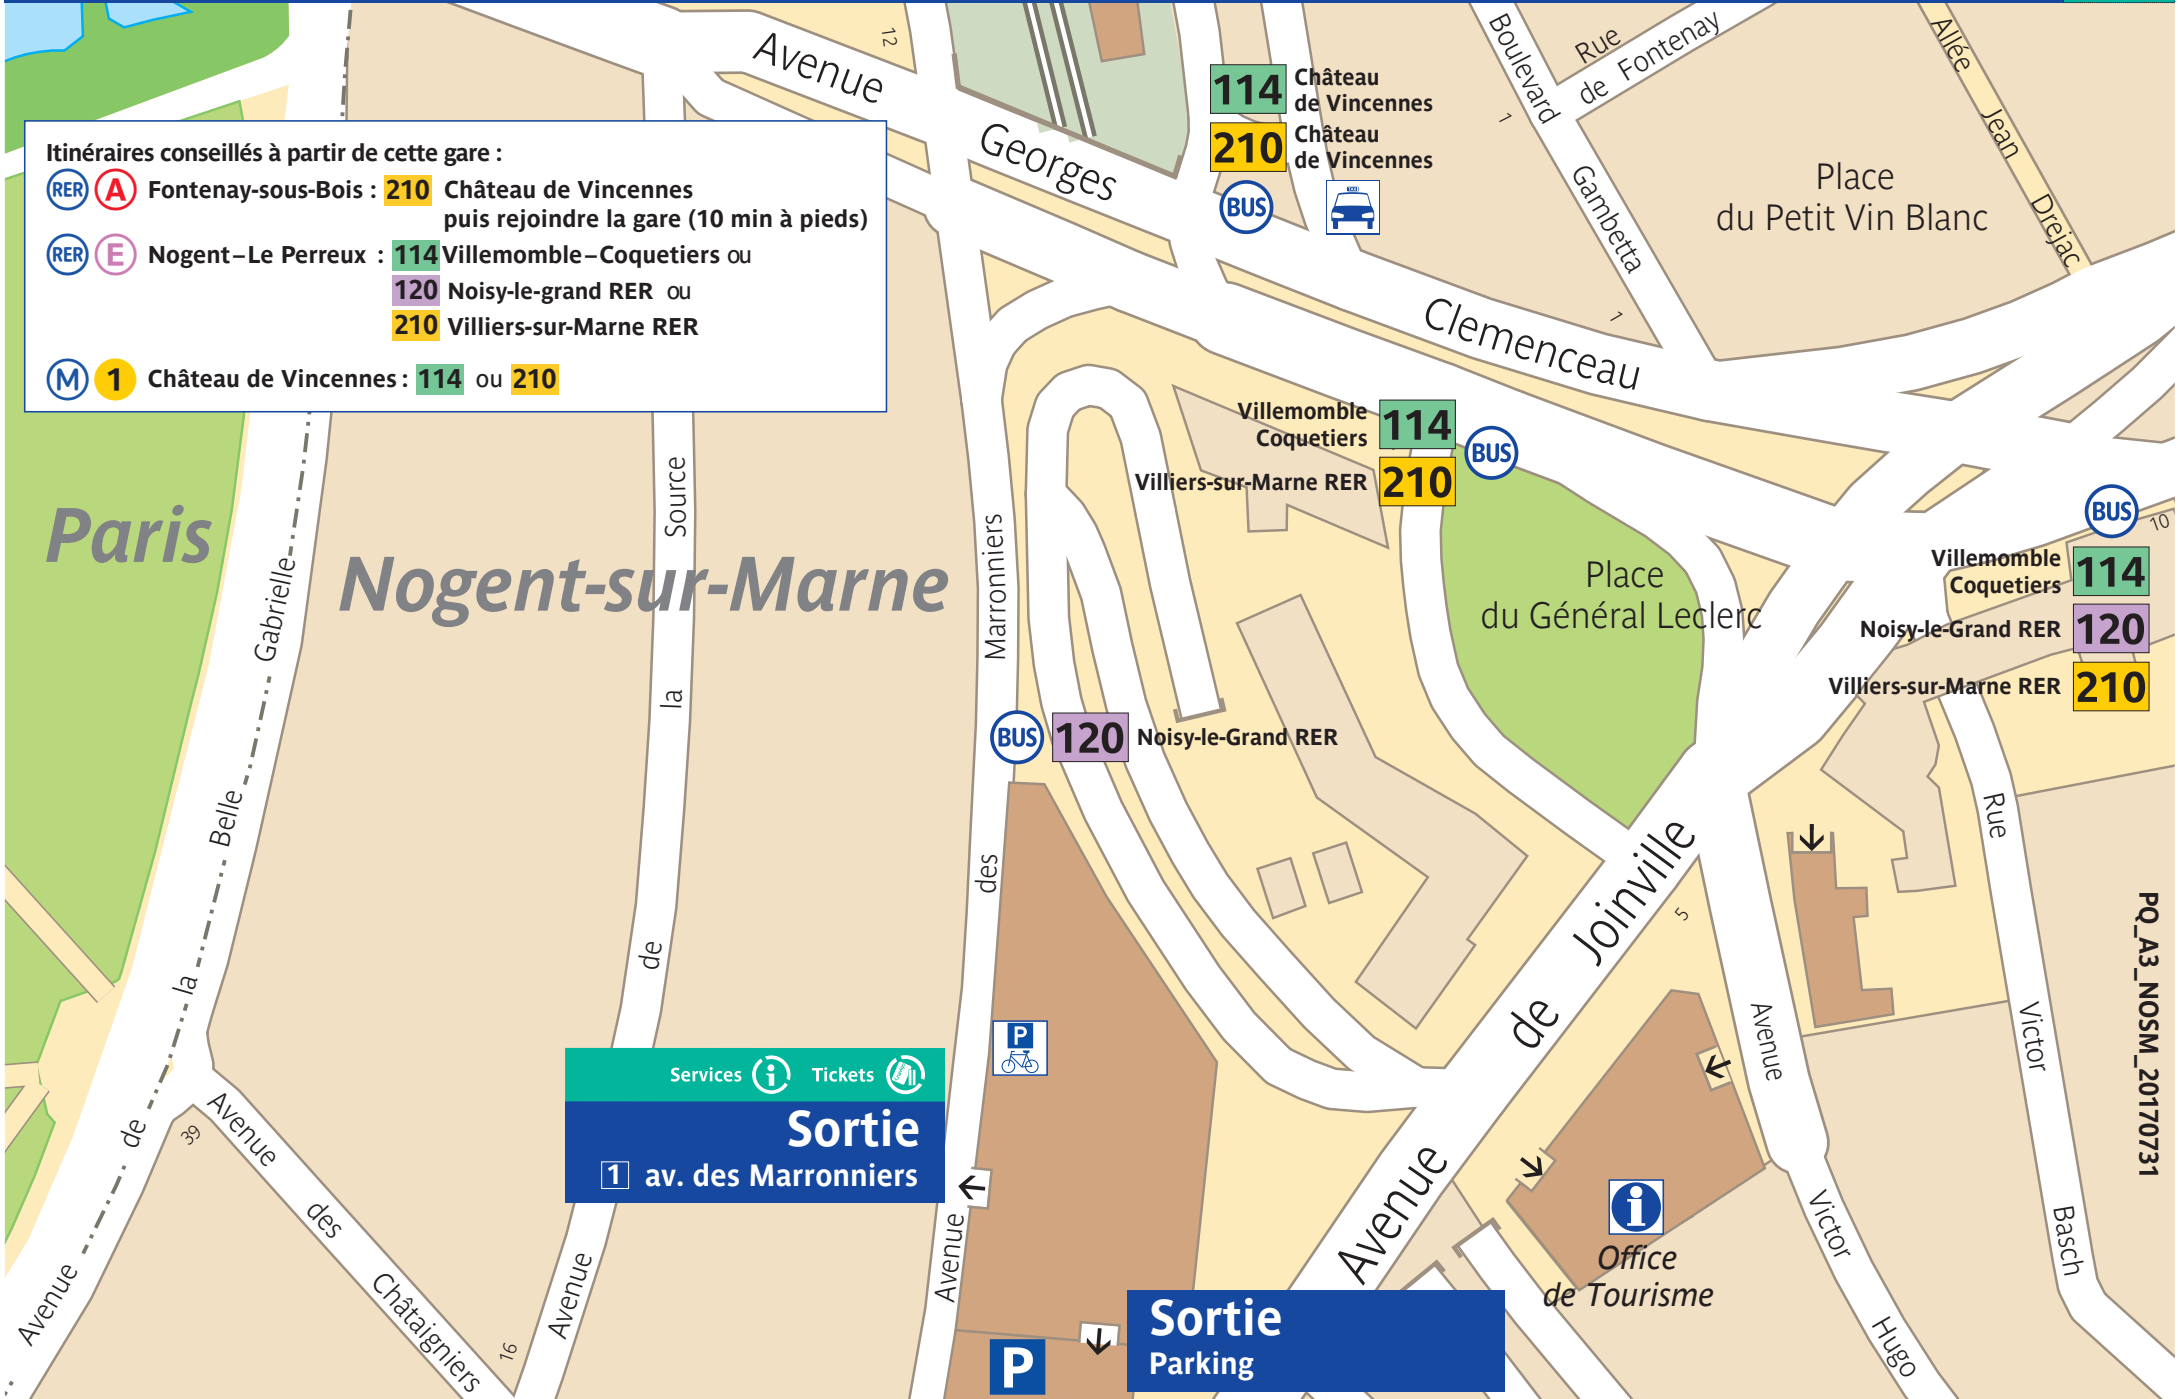 Itinéraires conseillés à partir de cette gare :
RER A Fontenay-sous-Bois : 210 Château de Vincennes
puis rejoindre la gare (10 min à pieds)
RER E Nogent–Le Perreux : 114 Villemomble–Coquetiers ou
120 Noisy-le-grand RER ou
210 Villiers-sur-Marne RER
M 1 Château de Vincennes : 114 ou 210
Avenue
Georges
Clemenceau
12
114 Château
de Vincennes
210 Château
de Vincennes
BUS
TAXI
Boulevard
Gambetta
1
1
Rue
de Fontenay
Allée
Jean
Drejac
Place
du Petit Vin Blanc
Paris
Nogent-sur-Marne
Villemomble
Coquetiers
114
BUS
Villiers-sur-Marne RER 210
Place
du Général Leclerc
BUS
10
Villemomble
Coquetiers
114
Noisy-le-Grand RER 120
Villiers-sur-Marne RER 210
BUS 120 Noisy-le-Grand RER
Avenue
de
la
Belle
Gabrielle
Avenue
de
la
Source
Avenue
des
Marronniers
Avenue
des
Châtaigniers
39
16
Avenue
de
Joinville
5
Avenue
Victor
Hugo
Rue
Victor
Basch
P
Services i Tickets
Sortie
1 av. des Marronniers
i
Office
de Tourisme
P
Sortie
Parking
PQ_A3_NOSM_20170731